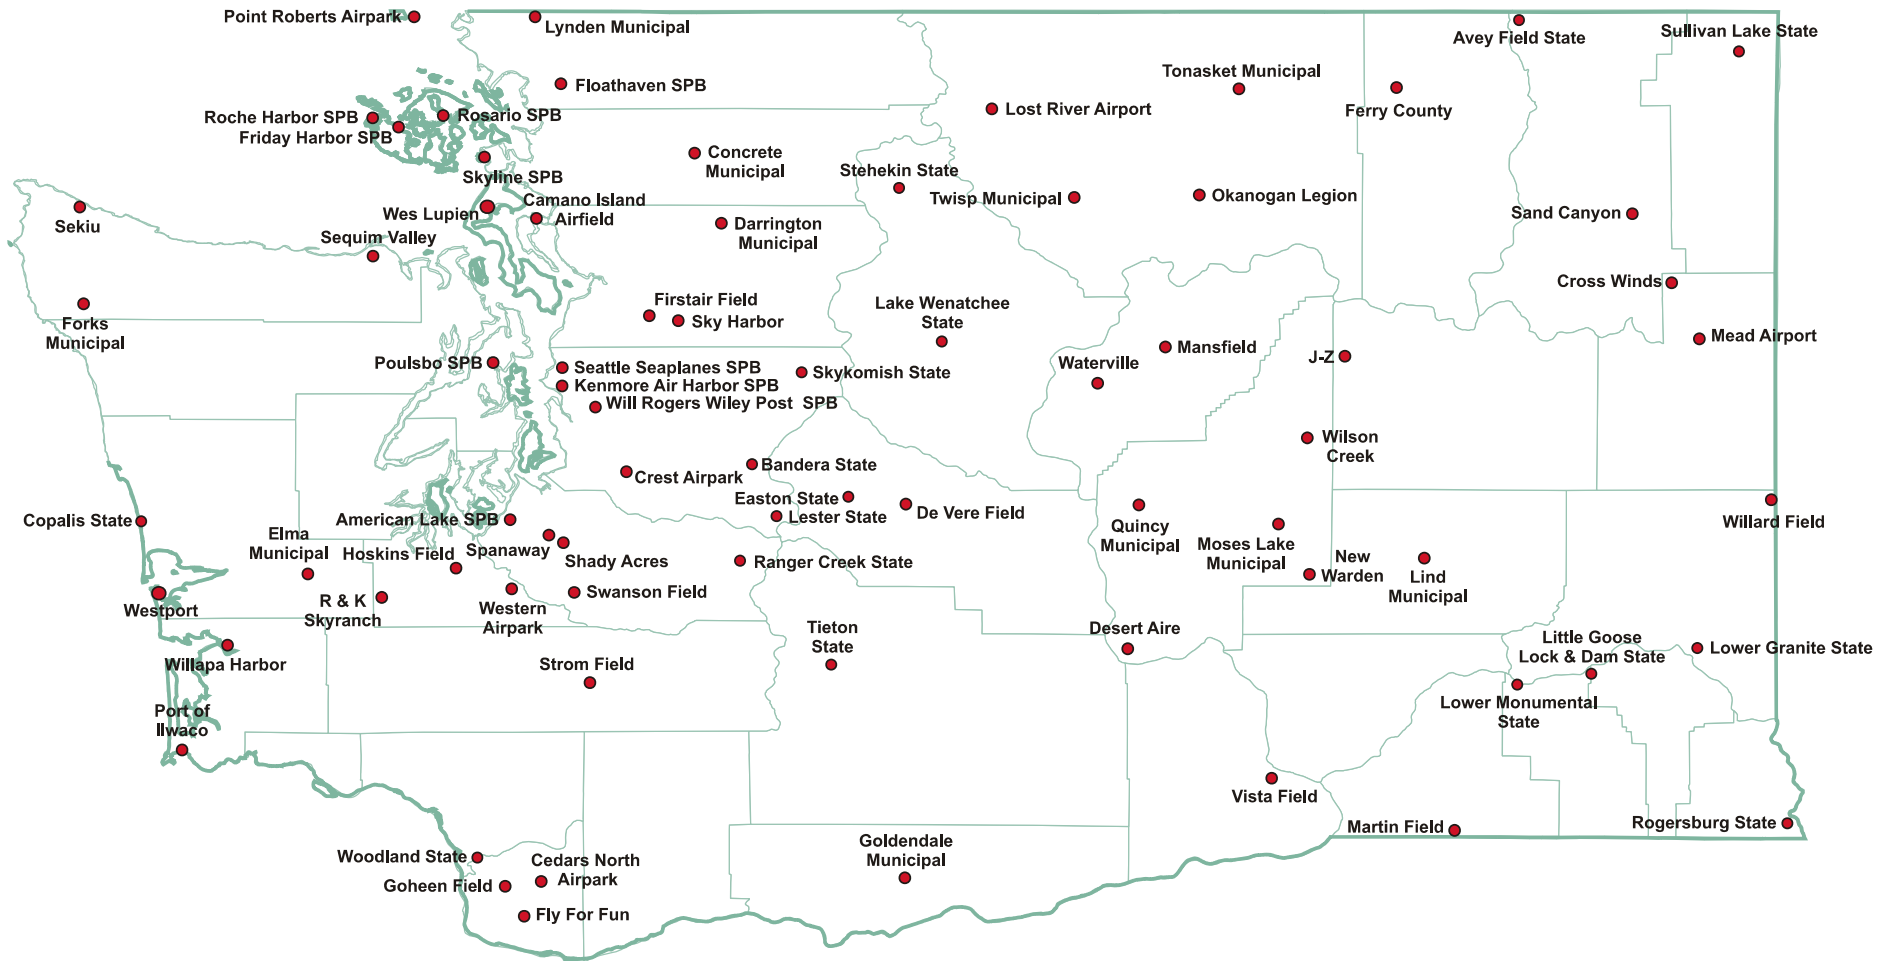 Point Roberts Airpark
Lynden Municipal
Avey Field State
Sullivan Lake State
Floathaven SPB
Tonasket Municipal
Lost River Airport
Ferry County
Roche Harbor SPB
Rosario SPB
Friday Harbor SPB
Concrete
Municipal
Skyline SPB
Stehekin State
Twisp Municipal
Okanogan Legion
Sand Canyon
Camano Island
Airfield
Wes Lupien
Sekiu
Sequim Valley
Darrington
Municipal
Cross Winds
Forks
Municipal
Firstair Field
Sky Harbor
Lake Wenatchee
State
Mead Airport
Mansfield
J-Z
Waterville
Poulsbo SPB
Seattle Seaplanes SPB
Kenmore Air Harbor SPB
Will Rogers Wiley Post SPB
Skykomish State
Wilson
Creek
Bandera State
Crest Airpark
Easton State
Lester State
De Vere Field
Quincy
Municipal
Moses Lake
Municipal
Willard Field
Copalis State
Elma
Municipal
American Lake SPB
Hoskins Field
Spanaway
Shady Acres
Ranger Creek State
New
Warden
Lind
Municipal
Westport
R & K
Skyranch
Western
Airpark
Swanson Field
Tieton
State
Desert Aire
Little Goose
Lock & Dam State
Lower Granite State
Willapa Harbor
Strom Field
Lower Monumental
State
Port of
Ilwaco
Vista Field
Martin Field
Rogersburg State
Woodland State
Goheen Field
Cedars North
Airpark
Goldendale
Municipal
Fly For Fun